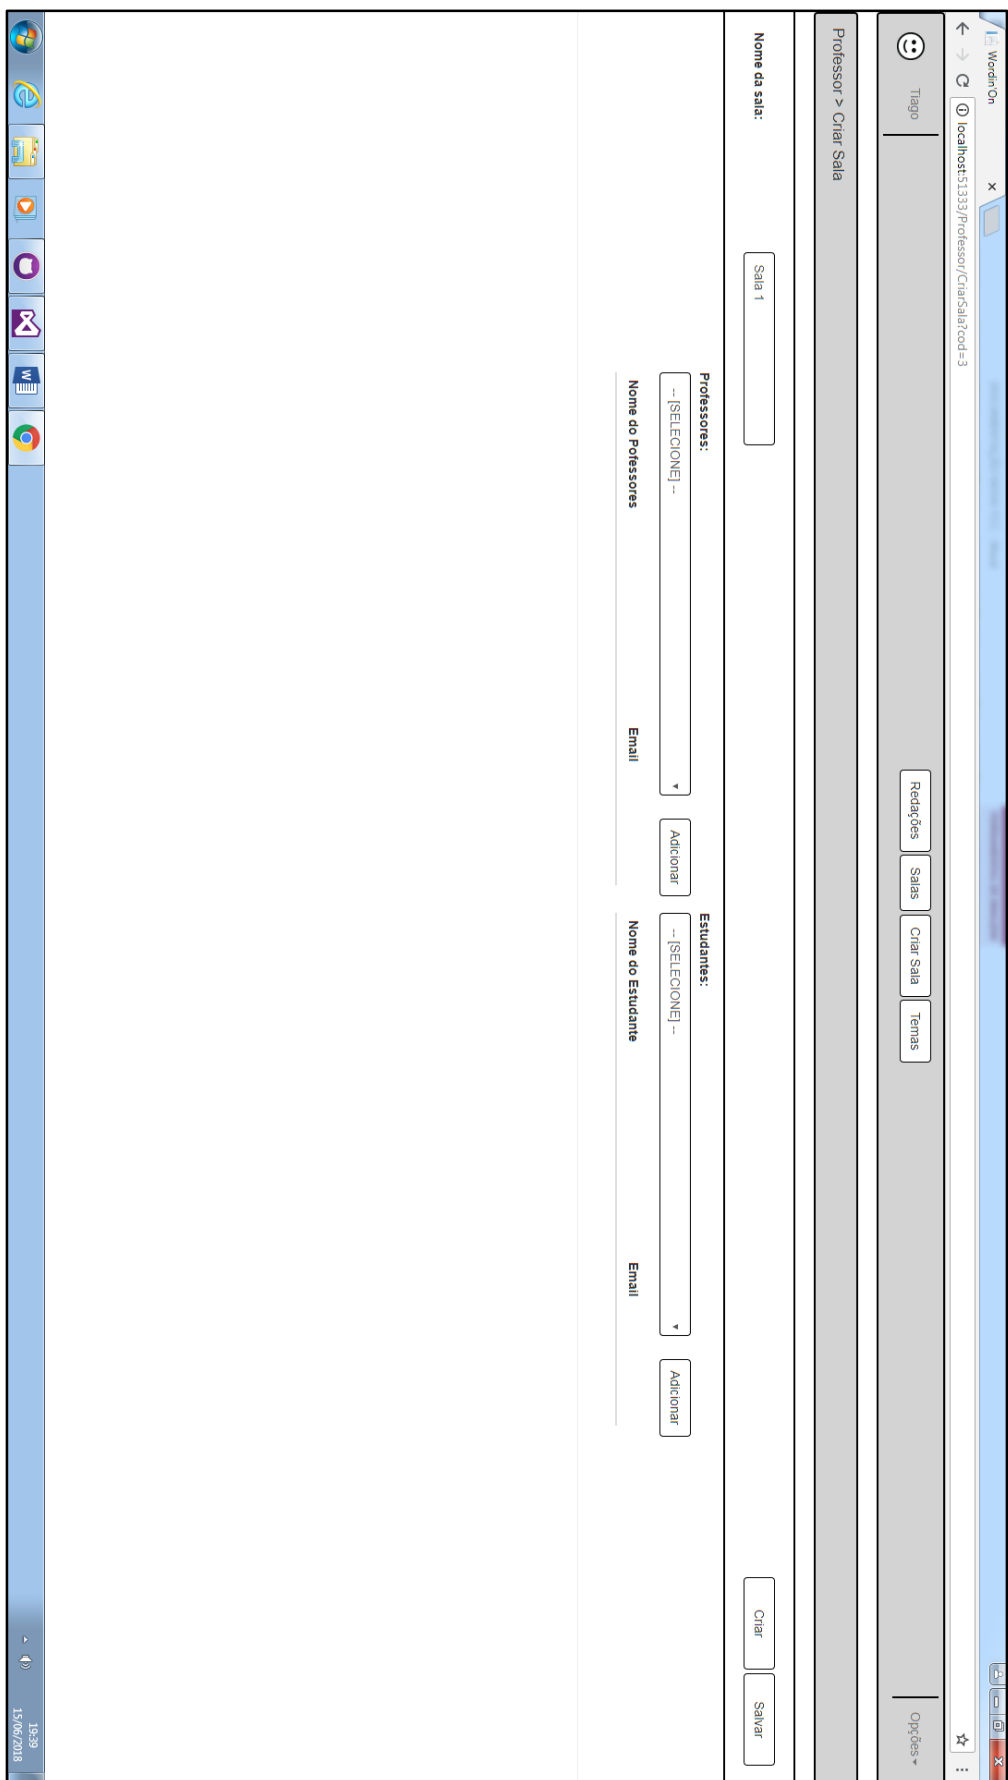 Wordin'On
localhost:51333/Professor/CriarSala?cod=3
Tiago
Redações Salas Criar Sala Temas
Opções
Professor > Criar Sala
Nome da sala: Sala 1 Criar Salvar
Professores: Estudantes:
-- [SELECIONE] -- Adicionar -- [SELECIONE] -- Adicionar
Nome do Pofessores Email Nome do Estudante Email
19:39
15/06/2018